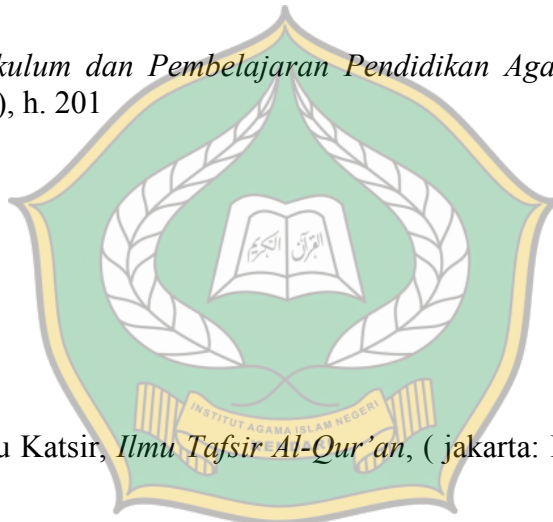 kulum dan Pembelajaran Pendidikan Aga
), h. 201
القرآن الكريم
INSTITUT AGAMA ISLAM NEGERI
KENDARI
u Katsir, Ilmu Tafsir Al-Qur’an, ( jakarta: